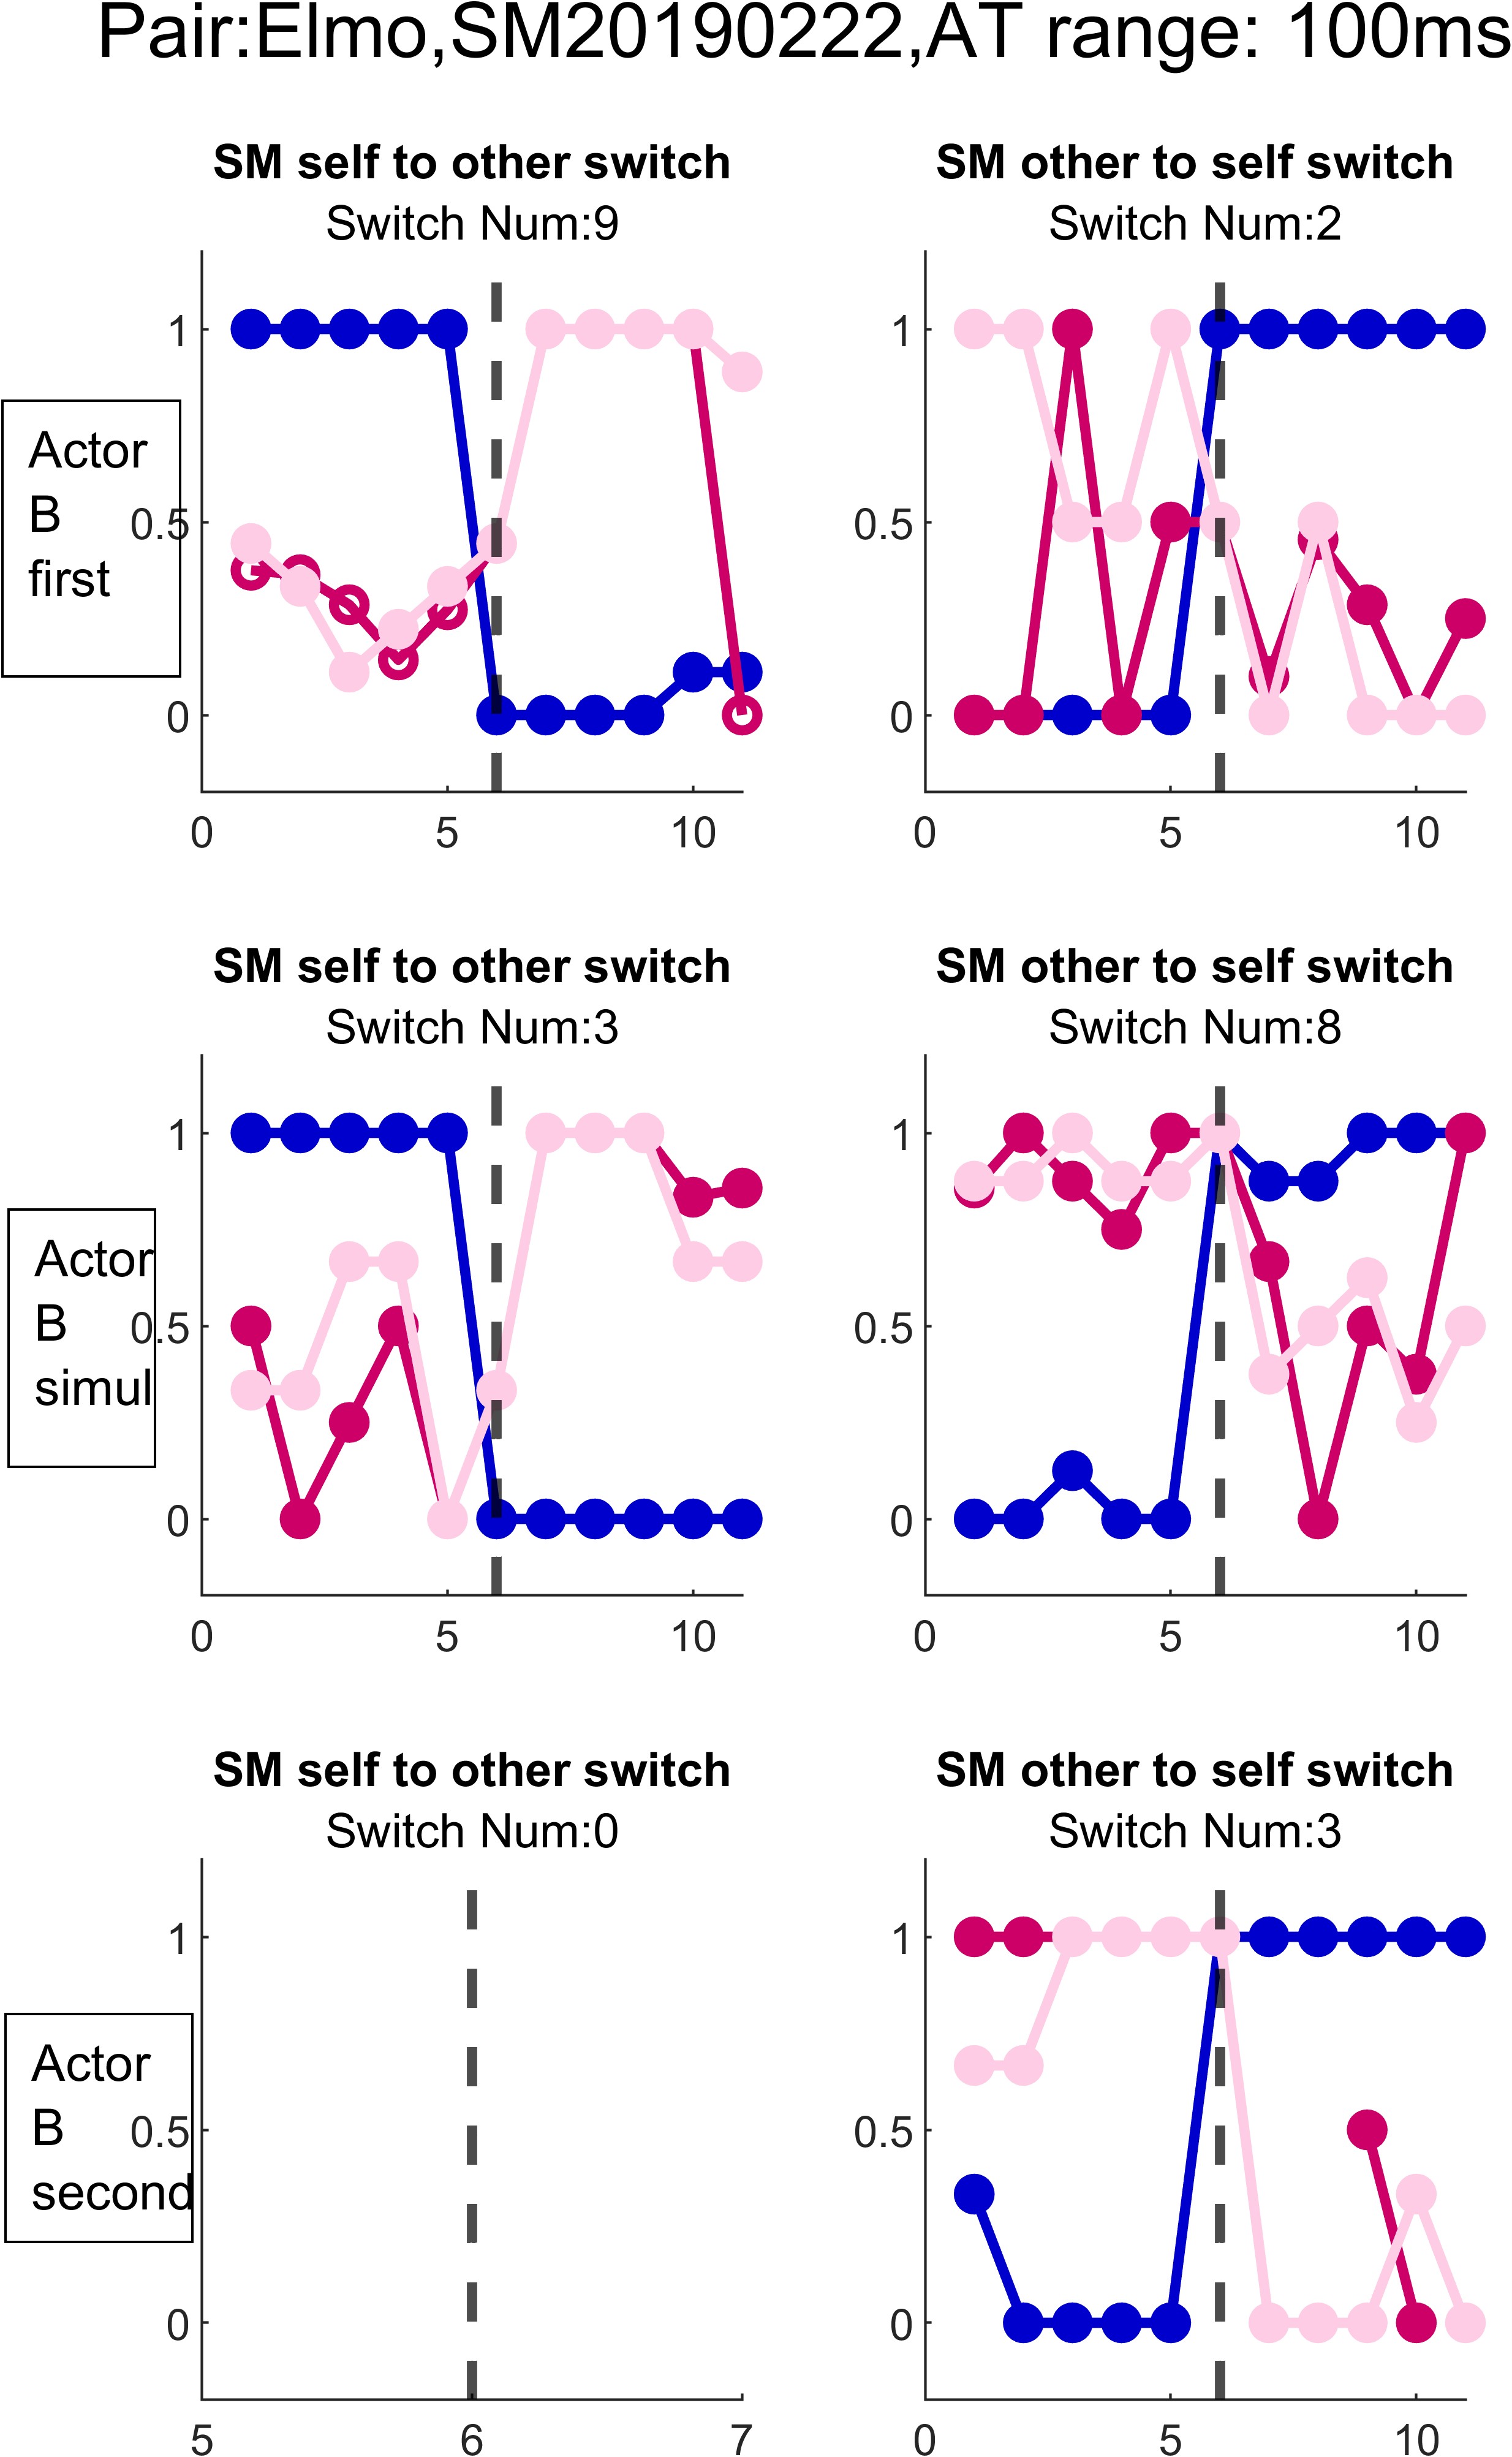 Pair:Elmo,SM20190222,AT range: 100ms
SM self to other switch
Switch Num:9
1
0.5
0
0 5 10
SM other to self switch
Switch Num:2
1
0.5
0
0 5 10
Actor
B
first
SM self to other switch
Switch Num:3
1
0.5
0
0 5 10
SM other to self switch
Switch Num:8
1
0.5
0
0 5 10
Actor
B
simul
SM self to other switch
Switch Num:0
1
0.5
0
5 6 7
SM other to self switch
Switch Num:3
1
0.5
0
0 5 10
Actor
B
second